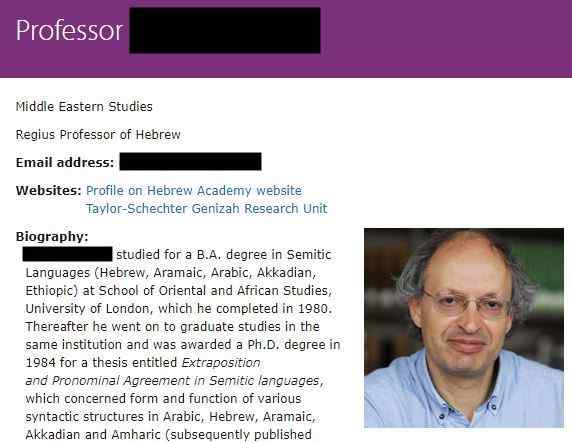 Professor
Middle Eastern Studies
Regius Professor of Hebrew
Email address:
Websites: Profile on Hebrew Academy website
Taylor-Schechter Genizah Research Unit
Biography:
studied for a B.A. degree in Semitic
Languages (Hebrew, Aramaic, Arabic, Akkadian,
Ethiopic) at School of Oriental and African Studies,
University of London, which he completed in 1980.
Thereafter he went on to graduate studies in the
same institution and was awarded a Ph.D. degree in
1984 for a thesis entitled Extraposition
and Pronominal Agreement in Semitic languages,
which concerned form and function of various
syntactic structures in Arabic, Hebrew, Aramaic,
Akkadian and Amharic (subsequently published